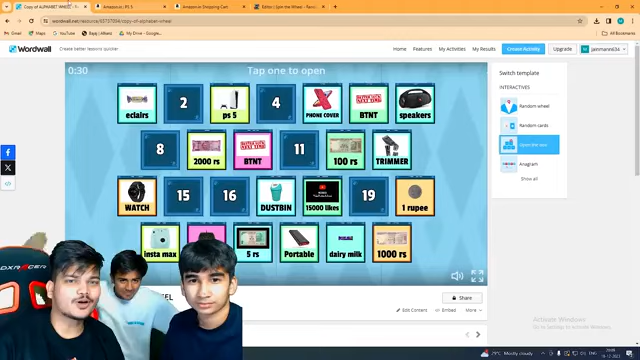 Copy of ALPHABET WHEEL
Amazon.in : P S 5
Amazon.in Shopping Cart
Editor | Spin the Wheel - Ran
wordwall.net/resource/65737094/copy-of-alphabet-wheel
Gmail
YouTube
Maps
My Drive - Google...
All Bookmarks
Wordwall
Create better lessons quicker
Home
Features
My Activities
My Results
Create Activity
Upgrade
0:30
Tap one to open
Switch template
INTERACTIVES
Random wheel
Random cards
Open the box
Anagram
Show all
eclairs
2
ps 5
4
PHONE COVER
BTNT
speakers
8
2000 rs
BTNT
11
100 rs
TRIMMER
WATCH
15
16
DUSTBIN
15000 likes
19
1 rupee
insta max
5 rs
Portable
dairy milk
1000 rs
DXRACER
Share
Edit Content
Embed
More
Activate Windows
Go to Settings to activate Windows.
Mostly cloudy